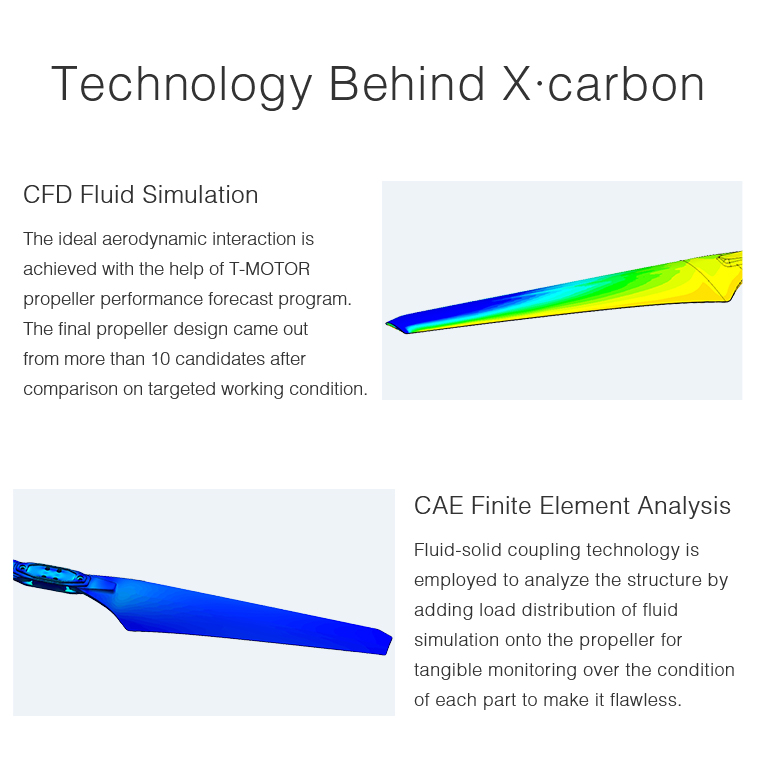 Technology Behind X·carbon
CFD Fluid Simulation
The ideal aerodynamic interaction is
achieved with the help of T-MOTOR
propeller performance forecast program.
The final propeller design came out
from more than 10 candidates after
comparison on targeted working condition.
CAE Finite Element Analysis
Fluid-solid coupling technology is
employed to analyze the structure by
adding load distribution of fluid
simulation onto the propeller for
tangible monitoring over the condition
of each part to make it flawless.